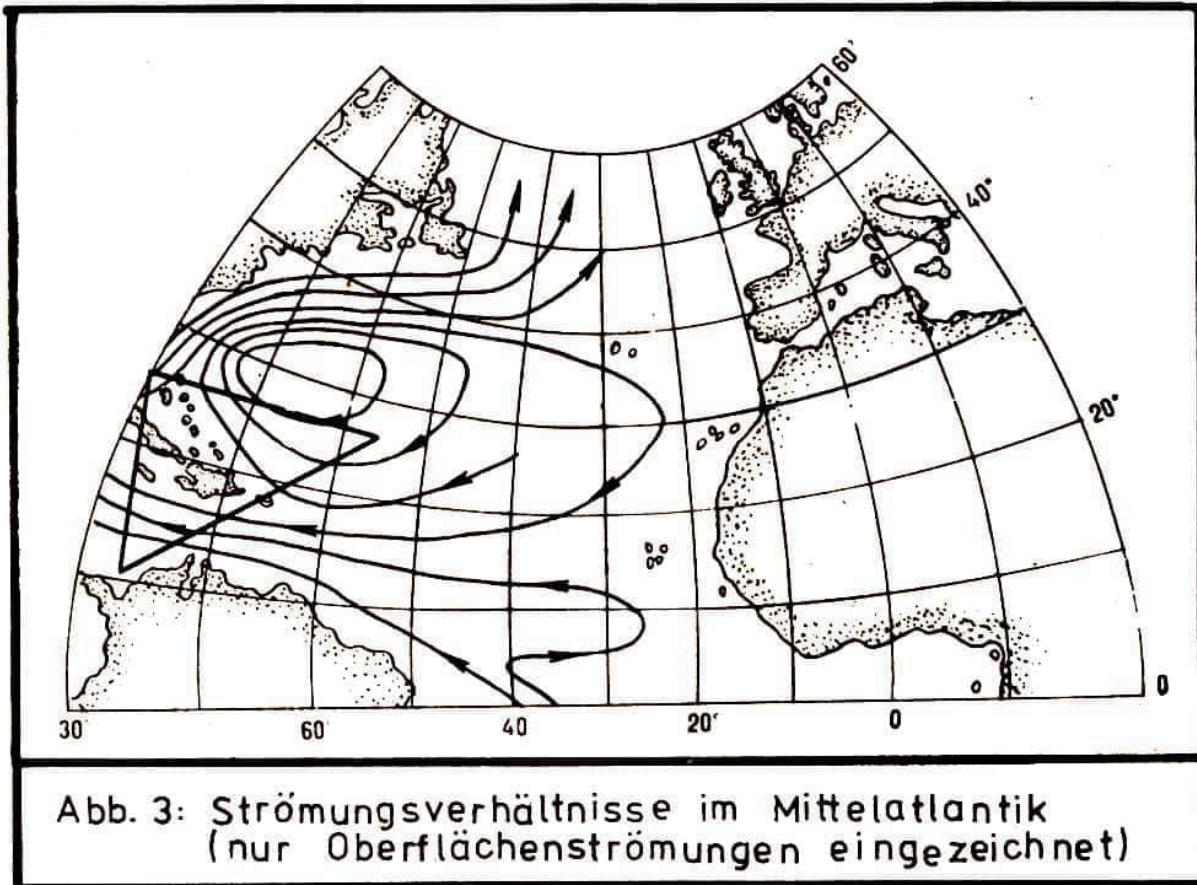 60°
40°
20°
0
30 60 40 20° 0
Abb. 3: Strömungsverhältnisse im Mittelatlantik
(nur Oberflächenströmungen eingezeichnet)